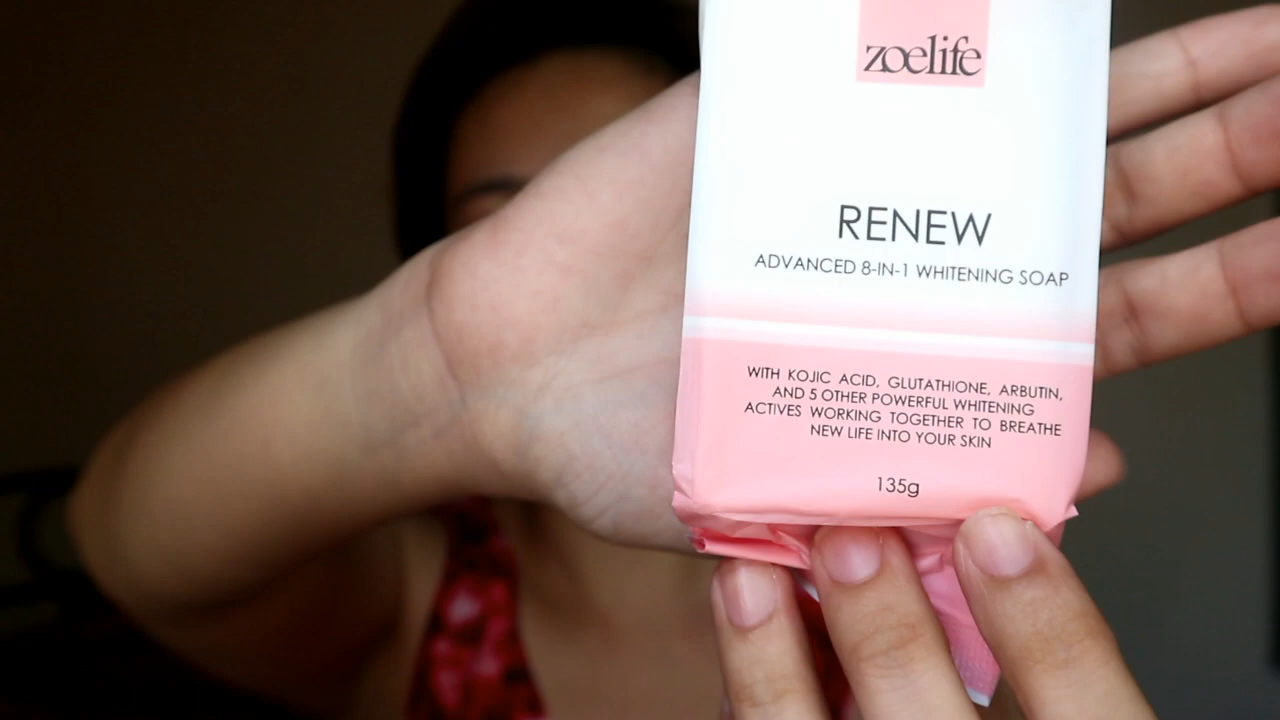 zoelife
RENEW
ADVANCED 8-IN-1 WHITENING SOAP
WITH KOJIC ACID, GLUTATHIONE, ARBUTIN,
AND 5 OTHER POWERFUL WHITENING
ACTIVES WORKING TOGETHER TO BREATHE
NEW LIFE INTO YOUR SKIN
135g